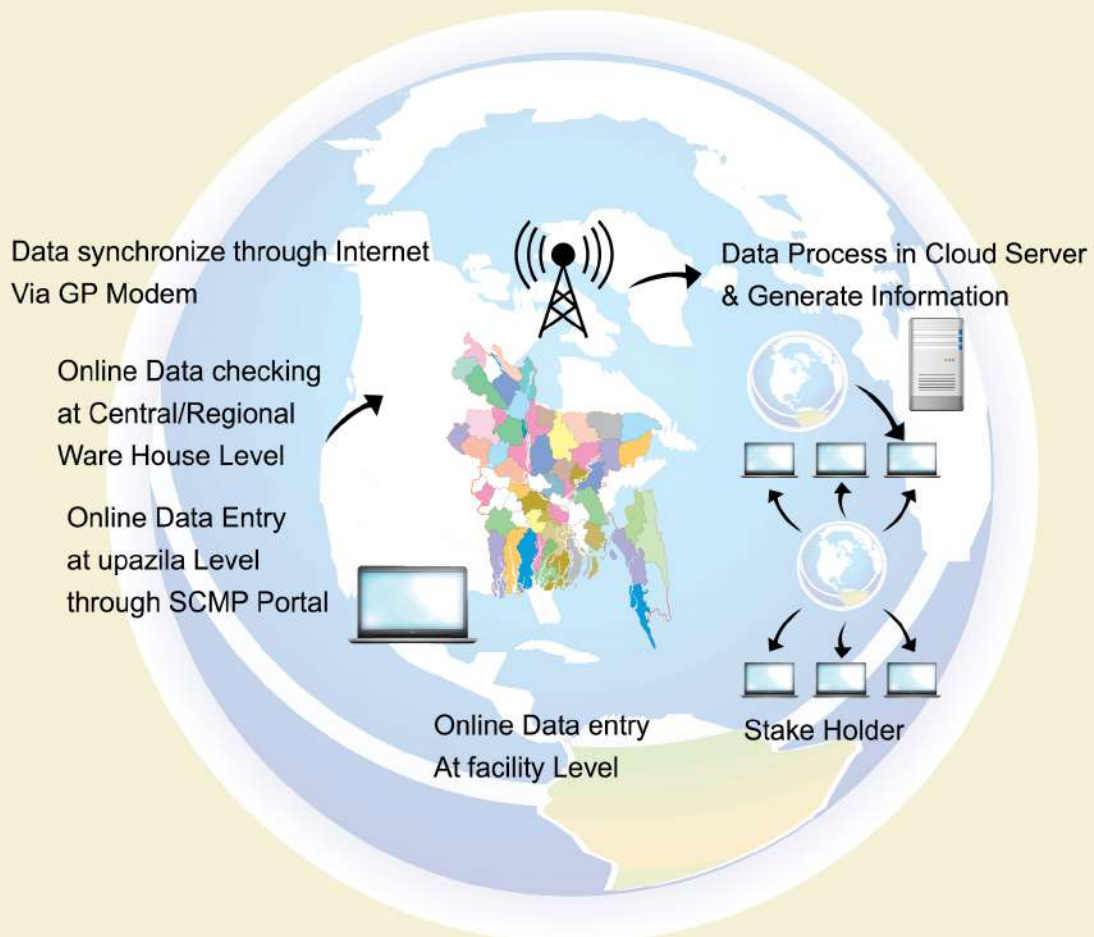 Data synchronize through Internet
Via GP Modem
Data Process in Cloud Server
& Generate Information
Online Data checking
at Central/Regional
Ware House Level
Online Data Entry
at upazila Level
through SCMP Portal
Online Data entry
At facility Level
Stake Holder